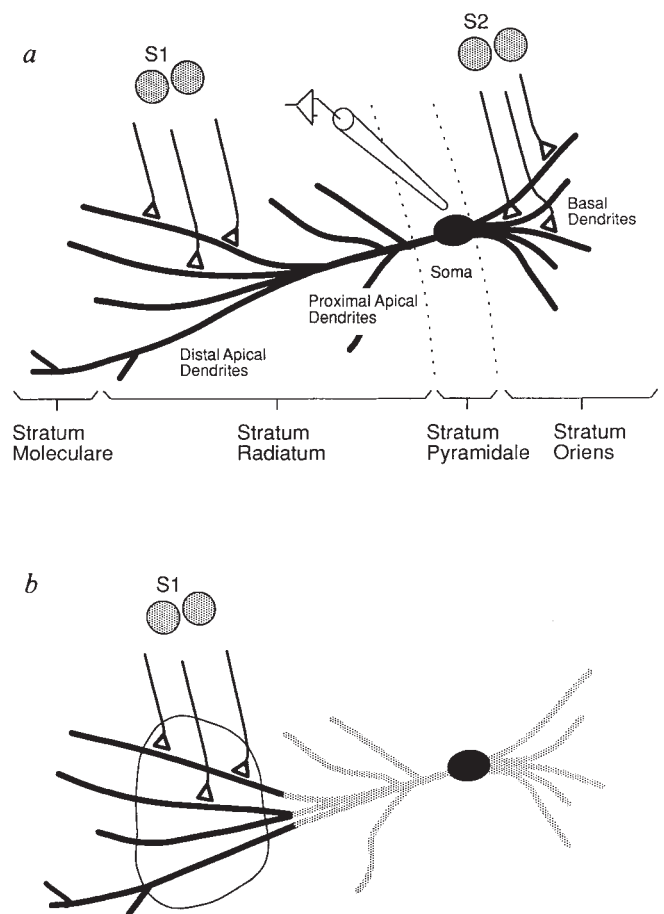 a
S1
S2
Basal
Dendrites
Soma
Proximal Apical
Dendrites
Distal Apical
Dendrites
Stratum
Moleculare
Stratum
Radiatum
Stratum
Pyramidale
Stratum
Oriens
b
S1